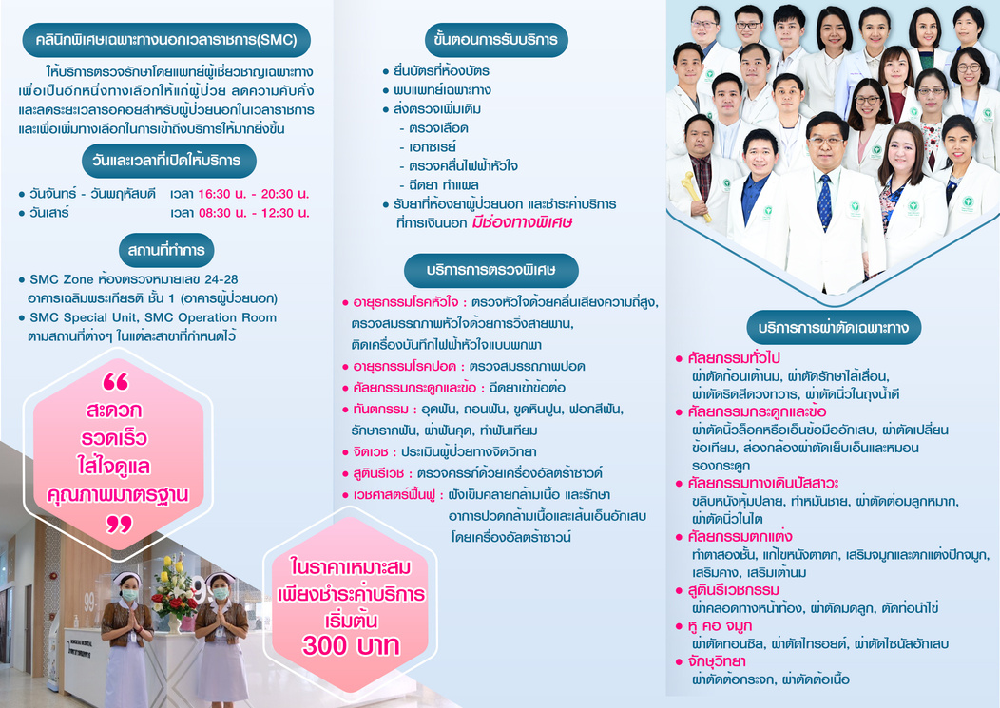 คลินิกพิเศษเฉพาะทางนอกเวลาราชการ(SMC)
ให้บริการตรวจรักษาโดยแพทย์ผู้เชี่ยวชาญเฉพาะทาง
เพื่อเป็นอีกหนึ่งทางเลือกให้แก่ผู้ป่วย ลดความคับคั่ง
และลดระยะเวลารอคอยสำหรับผู้ป่วยนอกในเวลาราชการ
และเพื่อเพิ่มทางเลือกในการเข้าถึงบริการให้มากยิ่งขึ้น
วันและเวลาที่เปิดให้บริการ
● วันจันทร์ - วันพฤหัสบดี เวลา 16:30 น. - 20:30 น.
● วันเสาร์ เวลา 08:30 น. - 12:30 น.
สถานที่ทำการ
● SMC Zone ห้องตรวจหมายเลข 24-28
อาคารเฉลิมพระเกียรติ ชั้น 1 (อาคารผู้ป่วยนอก)
● SMC Special Unit, SMC Operation Room
ตามสถานที่ต่างๆ ในแต่ละสาขาที่กำหนดไว้
“
สะดวก
รวดเร็ว
ใส่ใจดูแล
คุณภาพมาตรฐาน
”
99
99
ขั้นตอนการรับบริการ
● ยื่นบัตรที่ห้องบัตร
● พบแพทย์เฉพาะทาง
● ส่งตรวจเพิ่มเติม
- ตรวจเลือด
- เอกซเรย์
- ตรวจคลื่นไฟฟ้าหัวใจ
- ฉีดยา ทำแผล
● รับยาที่ห้องยาผู้ป่วยนอก และชำระค่าบริการ
ที่การเงินนอก มีช่องทางพิเศษ
บริการการตรวจพิเศษ
● อายุรกรรมโรคหัวใจ : ตรวจหัวใจด้วยคลื่นเสียงความถี่สูง,
ตรวจสมรรถภาพหัวใจด้วยการวิ่งสายพาน,
ติดเครื่องบันทึกไฟฟ้าหัวใจแบบพกพา
● อายุรกรรมโรคปอด : ตรวจสมรรถภาพปอด
● ศัลยกรรมกระดูกและข้อ : ฉีดยาเข้าข้อต่อ
● ทันตกรรม : อุดฟัน, ถอนฟัน, ขูดหินปูน, ฟอกสีฟัน,
รักษารากฟัน, ผ่าฟันคุด, ทำฟันเทียม
● จิตเวช : ประเมินผู้ป่วยทางจิตวิทยา
● สูตินรีเวช : ตรวจครรภ์ด้วยเครื่องอัลตร้าซาวด์
● เวชศาสตร์ฟื้นฟู : ฝังเข็มคลายกล้ามเนื้อ และรักษา
อาการปวดกล้ามเนื้อและเส้นเอ็นอักเสบ
โดยเครื่องอัลตร้าซาวน์
ในราคาเหมาะสม
เพียงชำระค่าบริการ
เริ่มต้น
300 บาท
บริการการผ่าตัดเฉพาะทาง
● ศัลยกรรมทั่วไป
ผ่าตัดก้อนเต้านม, ผ่าตัดรักษาไส้เลื่อน,
ผ่าตัดริดสีดวงทวาร, ผ่าตัดนิ่วในถุงน้ำดี
● ศัลยกรรมกระดูกและข้อ
ผ่าตัดนิ้วล็อคหรือเอ็นข้อมืออักเสบ, ผ่าตัดเปลี่ยน
ข้อเทียม, ส่องกล้องผ่าตัดเย็บเอ็นและหมอน
รองกระดูก
● ศัลยกรรมทางเดินปัสสาวะ
ขลิบหนังหุ้มปลาย, ทำหมันชาย, ผ่าตัดต่อมลูกหมาก,
ผ่าตัดนิ่วในไต
● ศัลยกรรมตกแต่ง
ทำตาสองชั้น, แก้ไขหนังตาตก, เสริมจมูกและตกแต่งปีกจมูก,
เสริมคาง, เสริมเต้านม
● สูตินรีเวชกรรม
ผ่าคลอดทางหน้าท้อง, ผ่าตัดมดลูก, ตัดท่อนำไข่
● หู คอ จมูก
ผ่าตัดทอนซิล, ผ่าตัดไทรอยด์, ผ่าตัดไซนัสอักเสบ
● จักษุวิทยา
ผ่าตัดต้อกระจก, ผ่าตัดต้อเนื้อ